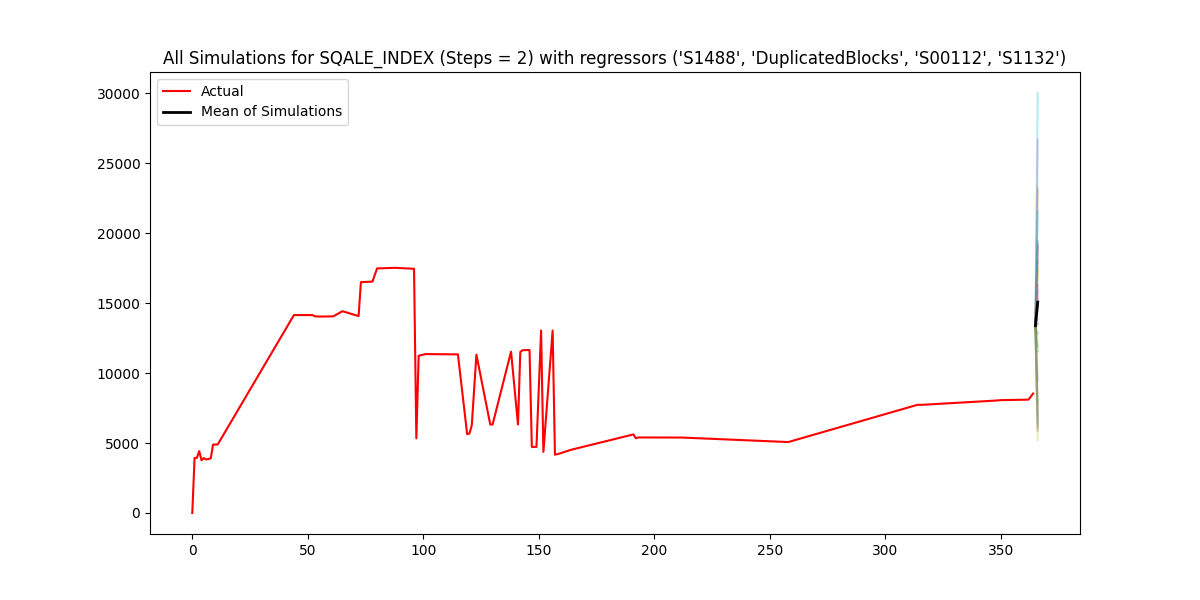 All Simulations for SQALE_INDEX (Steps = 2) with regressors ('S1488', 'DuplicatedBlocks', 'S00112', 'S1132')
Actual
Mean of Simulations
30000
25000
20000
15000
10000
5000
0
0 50 100 150 200 250 300 350